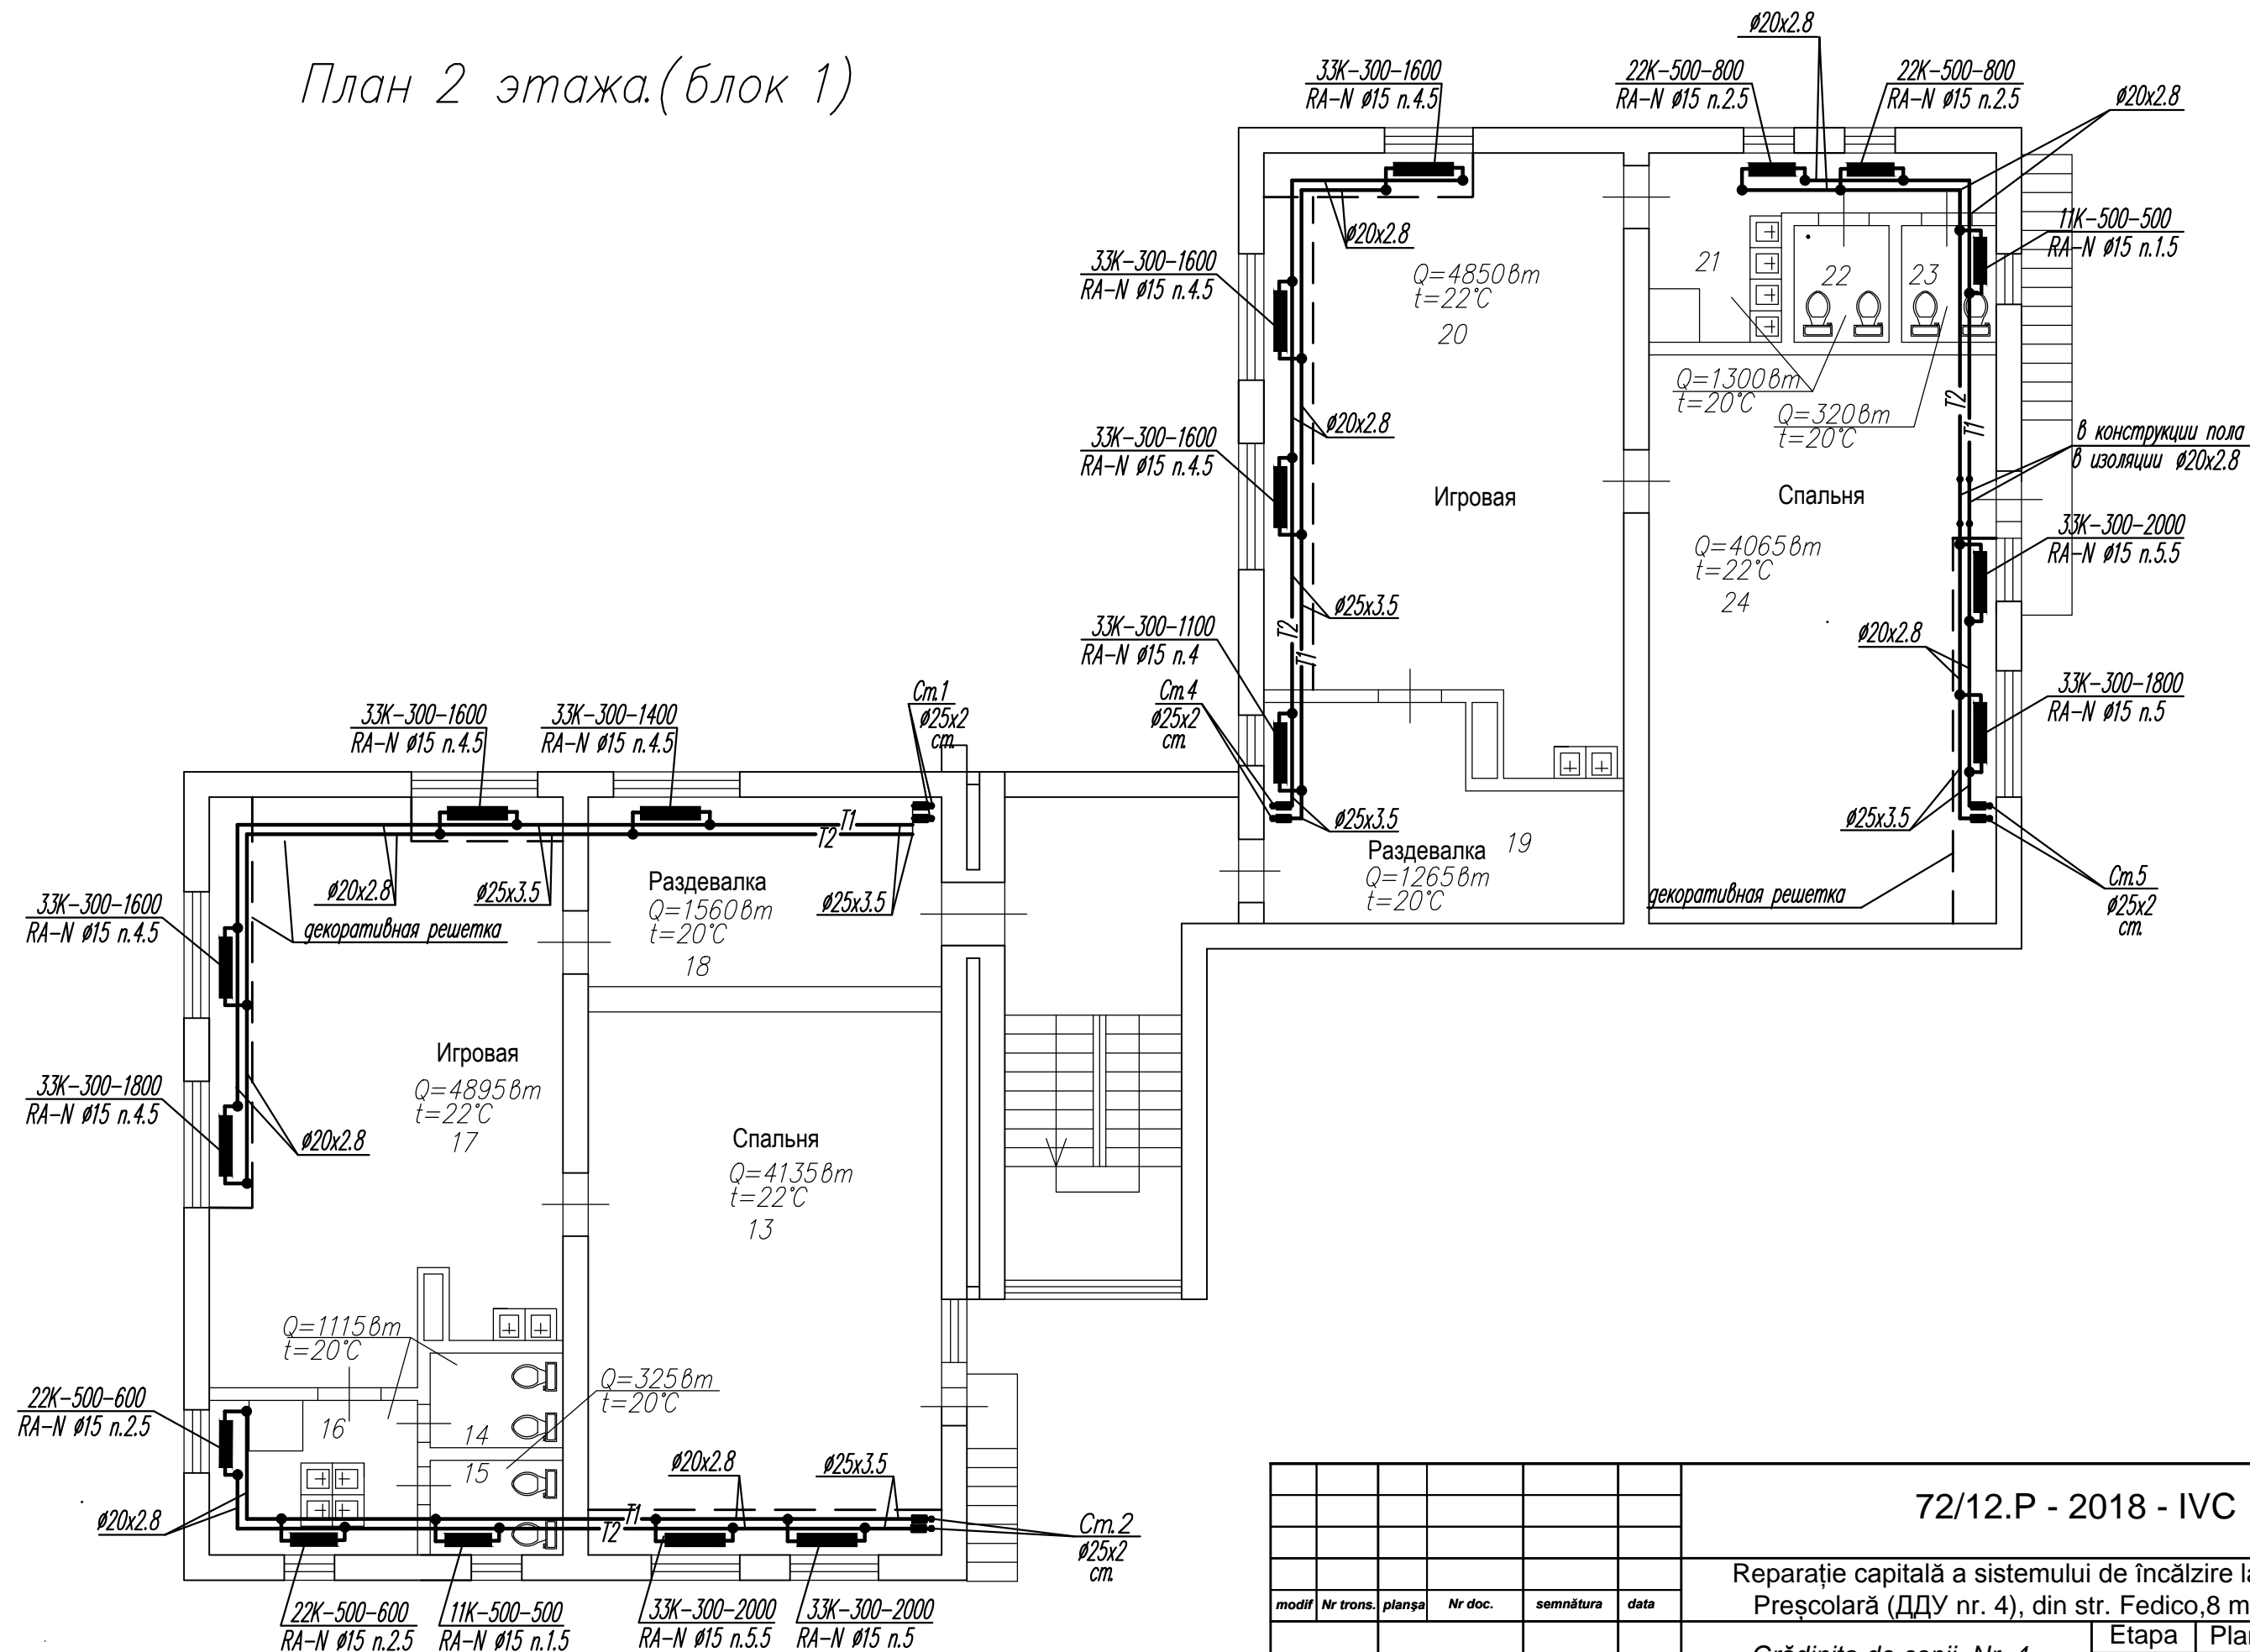 План 2 этажа.(блок 1)
ø20x2.8
33K-300-1600
RA-N ø15 n.4.5
22K-500-800
RA-N ø15 n.2.5
22K-500-800
RA-N ø15 n.2.5
ø20x2.8
11K-500-500
RA-N ø15 n.1.5
33K-300-1600
RA-N ø15 n.4.5
ø20x2.8
Q=4850вт
t=22°C
20
21
22
23
Q=1300вт
t=20°C
Q=320вт
t=20°C
T2
T1
33K-300-1600
RA-N ø15 n.4.5
ø20x2.8
Игровая
Спальня
в конструкции пола
в изоляции ø20x2.8
Q=4065вт
t=22°C
24
33K-300-2000
RA-N ø15 n.5.5
33K-300-1100
RA-N ø15 n.4
T2
T1
ø25x3.5
ø20x2.8
33K-300-1800
RA-N ø15 n.5
Ст.4
ø25x2
ст.
ø25x3.5
ø25x3.5
Раздевалка
19
Q=1265вт
t=20°C
декоративная решетка
Ст.5
ø25x2
ст.
33K-300-1600
RA-N ø15 n.4.5
33K-300-1400
RA-N ø15 n.4.5
Ст.1
ø25x2
ст.
T1
T2
ø20x2.8
ø25x3.5
ø25x3.5
Раздевалка
Q=1560вт
t=20°C
18
33K-300-1600
RA-N ø15 n.4.5
декоративная решетка
Игровая
Q=4895вт
t=22°C
17
33K-300-1800
RA-N ø15 n.4.5
ø20x2.8
Спальня
Q=4135вт
t=22°C
13
Q=1115вт
t=20°C
Q=325вт
t=20°C
22K-500-600
RA-N ø15 n.2.5
16
14
15
ø20x2.8
ø25x3.5
ø20x2.8
T1
T2
Ст.2
ø25x2
ст.
22K-500-600
RA-N ø15 n.2.5
11K-500-500
RA-N ø15 n.1.5
33K-300-2000
RA-N ø15 n.5.5
33K-300-2000
RA-N ø15 n.5
72/12.P - 2018 - IVC
Reparație capitală a sistemului de încălzire la
Preșcolară (ДДУ nr. 4), din str. Fedico,8 m
modif Nr trons. planșa Nr doc. semnătura data
Etapa
Grădinița de copii Nr. 4